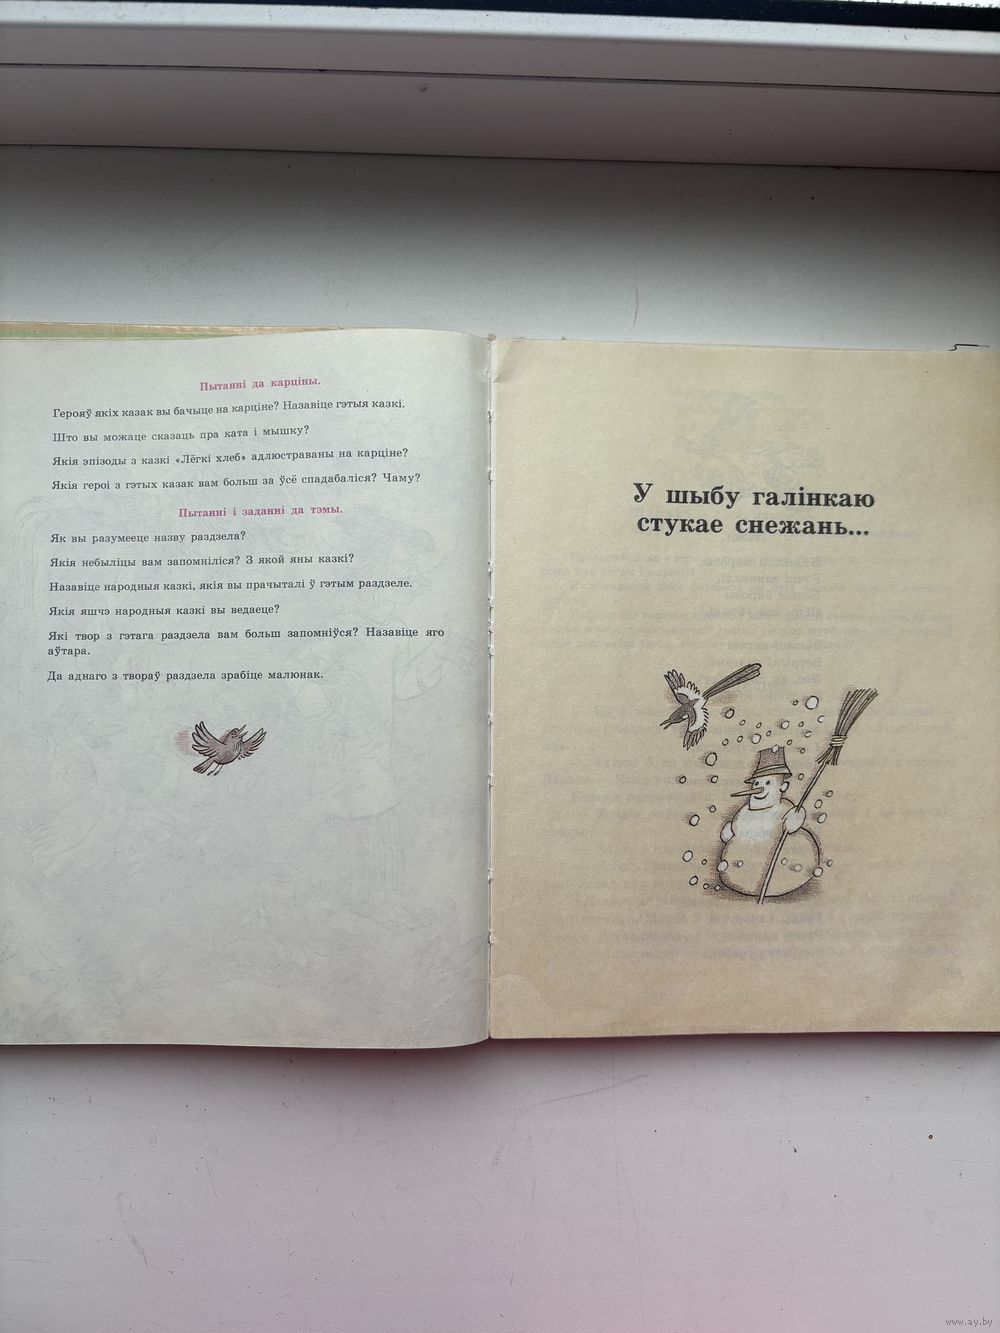 Пытанні да карціны.
Герояў якіх казак вы бачыце на карціне? Назавіце гэтыя казкі.
Што вы можаце сказаць пра ката і мышку?
Якія эпізоды з казкі «Лёгкі хлеб» адлюстраваны на карціне?
Якія героі з гэтых казак вам больш за ўсё спадабаліся? Чаму?
Пытанні і заданні да тэмы.
Як вы разумееце назву раздзела?
Якія небыліцы вам запомніліся? З якой яны казкі?
Назавіце народныя казкі, якія вы прачыталі ў гэтым раздзеле.
Якія яшчэ народныя казкі вы ведаеце?
Які твор з гэтага раздзела вам больш запомніўся? Назавіце яго
аўтара.
Да аднаго з твораў раздзела зрабіце малюнак.
У шыбу галінкаю
стукае снежань...
www.ay.by